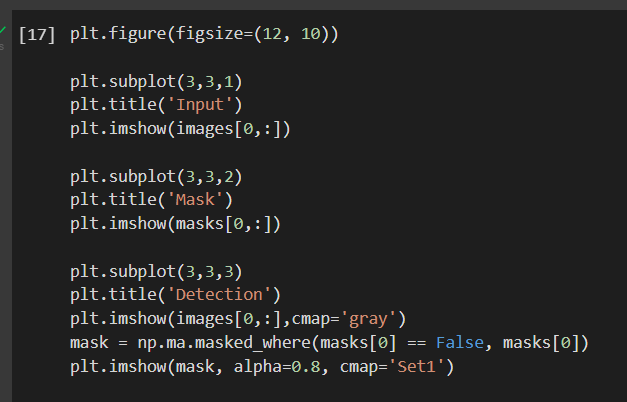 [17] plt.figure(figsize=(12, 10))
plt.subplot(3,3,1)
plt.title('Input')
plt.imshow(images[0,:])
plt.subplot(3,3,2)
plt.title('Mask')
plt.imshow(masks[0,:])
plt.subplot(3,3,3)
plt.title('Detection')
plt.imshow(images[0,:],cmap='gray')
mask = np.ma.masked_where(masks[0] == False, masks[0])
plt.imshow(mask, alpha=0.8, cmap='Set1')